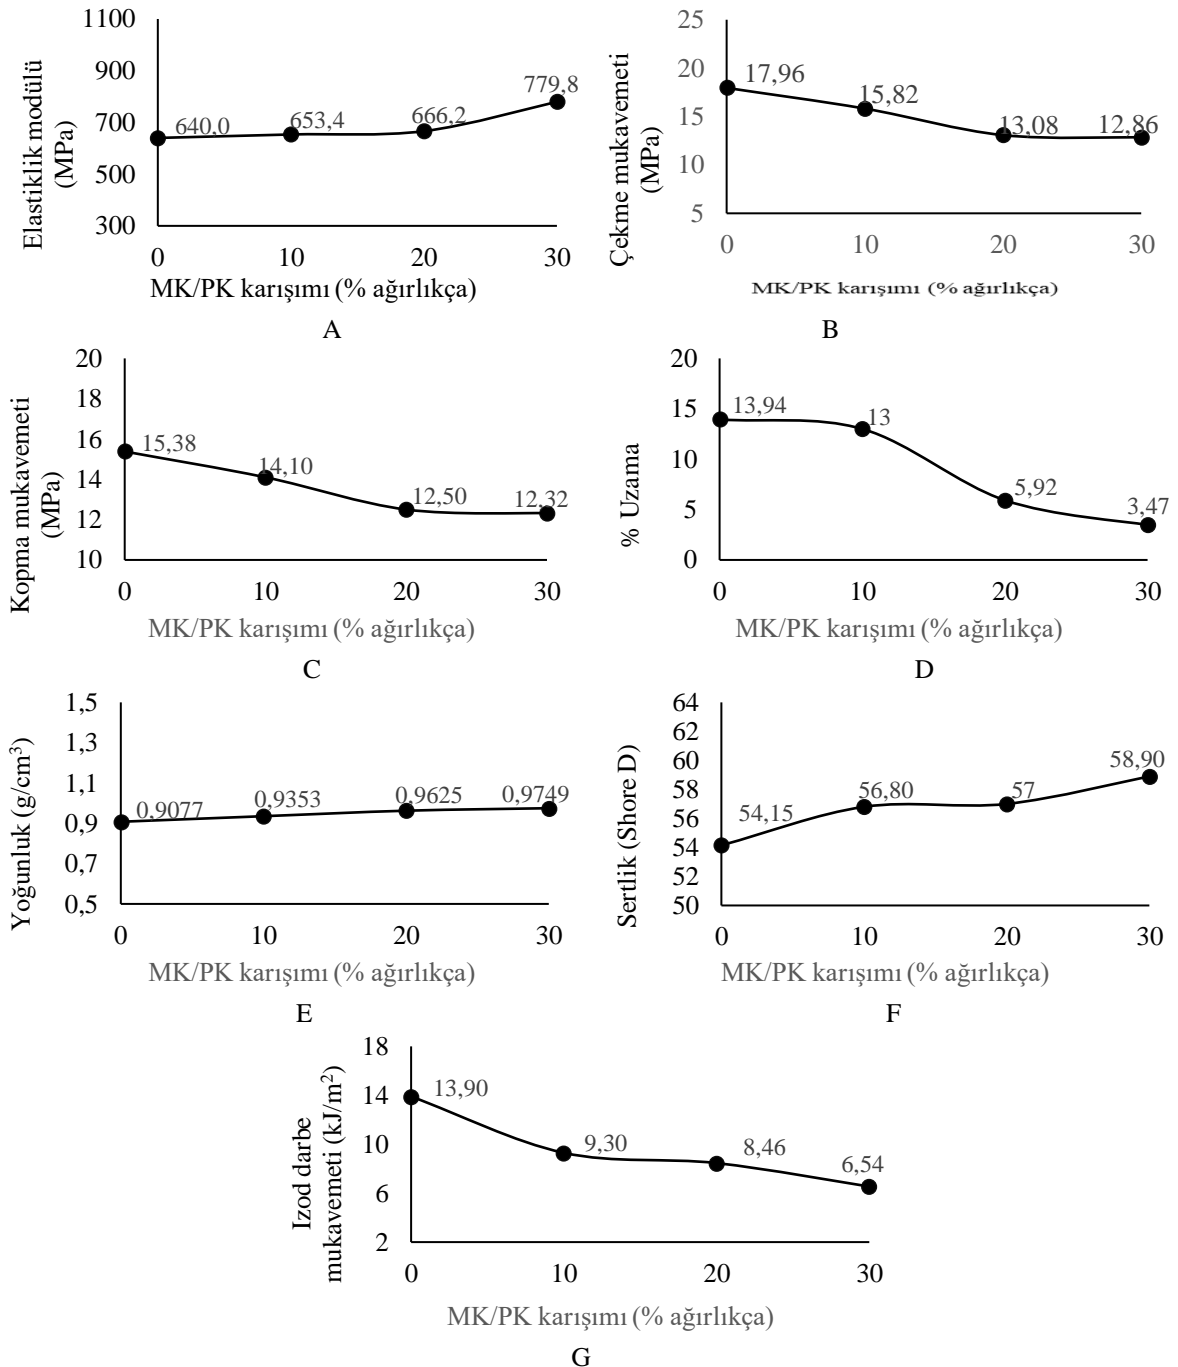 1100
900
700
500
300
Elastiklik modülü
(MPa)
640,0
653,4
666,2
779,8
0 10 20 30
MK/PK karışımı (% ağırlıkça)
A
25
20
15
10
5
Çekme mukavemeti
(MPa)
17,96
15,82
13,08
12,86
0 10 20 30
MK/PK karışımı (% ağırlıkça)
B
20
18
16
14
12
10
Kopma mukavemeti
(MPa)
15,38
14,10
12,50
12,32
0 10 20 30
MK/PK karışımı (% ağırlıkça)
C
20
15
10
5
0
% Uzama
13,94
13
5,92
3,47
0 10 20 30
MK/PK karışımı (% ağırlıkça)
D
1,5
1,3
1,1
0,9
0,7
0,5
Yoğunluk (g/cm³)
0,9077
0,9353
0,9625
0,9749
0 10 20 30
MK/PK karışımı (% ağırlıkça)
E
64
62
60
58
56
54
52
50
Sertlik (Shore D)
54,15
56,80
57
58,90
0 10 20 30
MK/PK karışımı (% ağırlıkça)
F
18
14
10
6
2
Izod darbe
mukavemeti (kJ/m²)
13,90
9,30
8,46
6,54
0 10 20 30
MK/PK karışımı (% ağırlıkça)
G